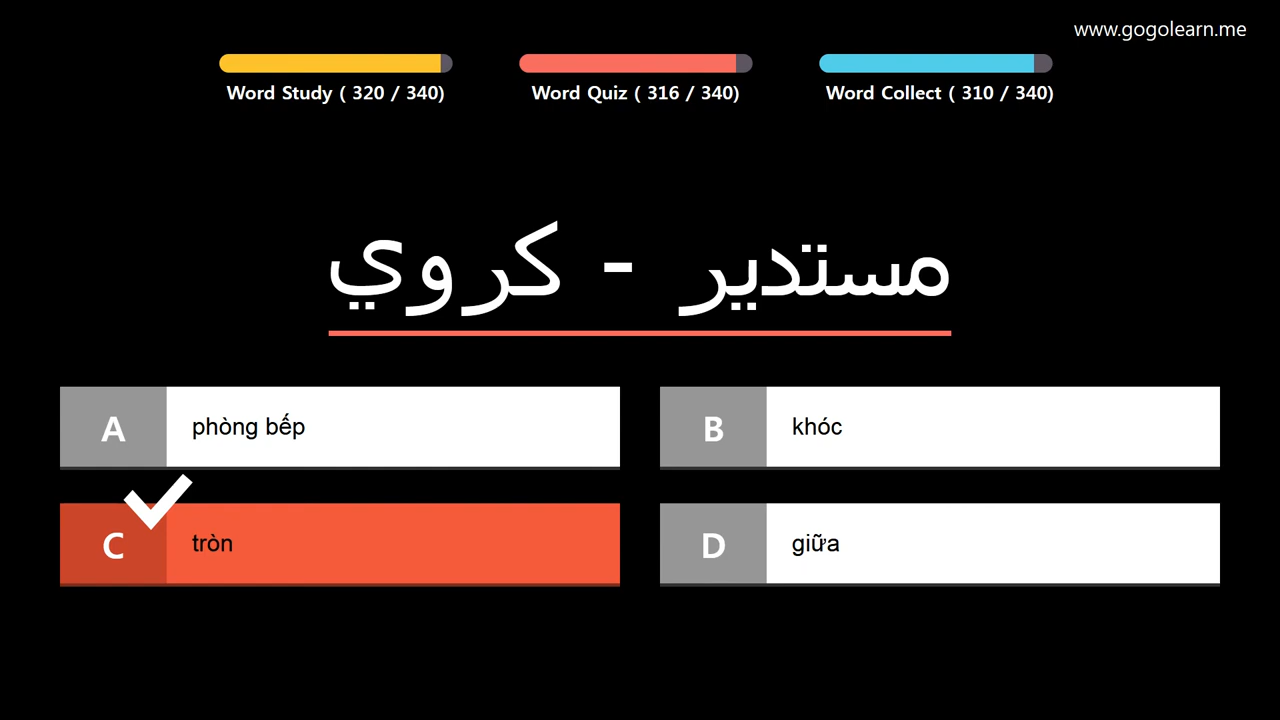 www.gogolearn.me
Word Study ( 320 / 340)
Word Quiz ( 316 / 340)
Word Collect ( 310 / 340)
مستدير - كروي
A
phòng bếp
B
khóc
C
tròn
D
giữa